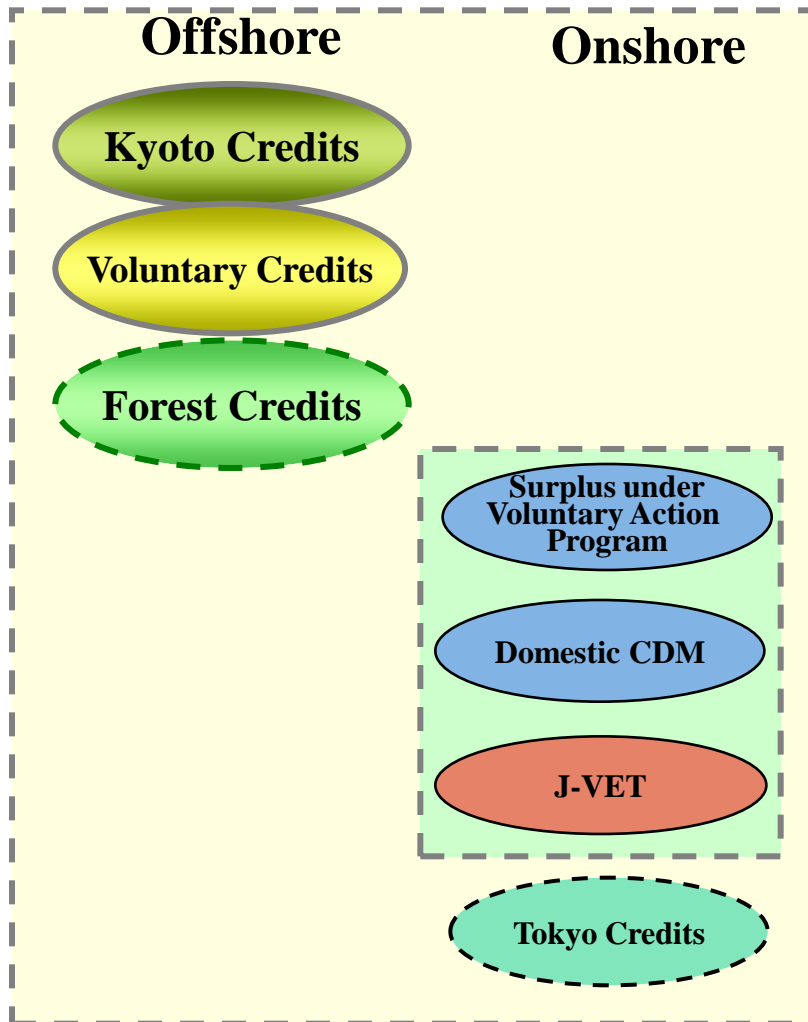 Offshore
Onshore
Kyoto Credits
Voluntary Credits
Forest Credits
Surplus under
Voluntary Action
Program
Domestic CDM
J-VET
Tokyo Credits